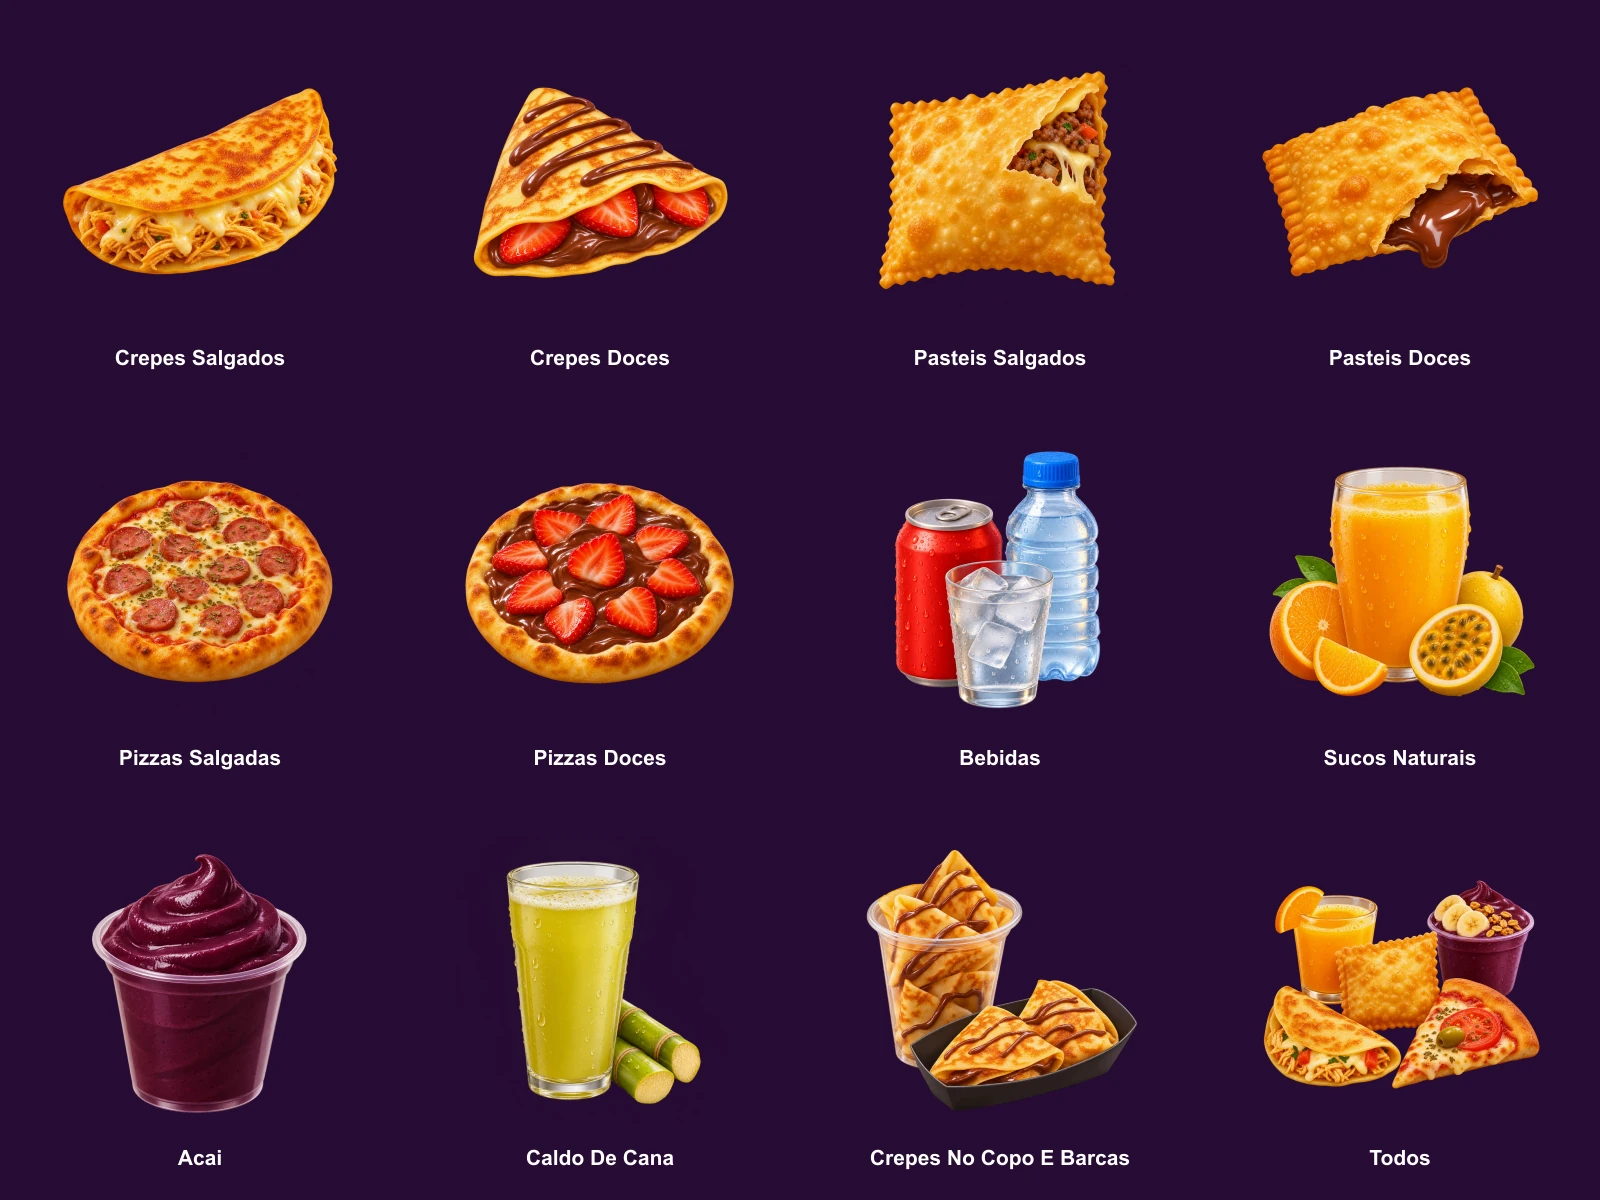 Crepes Salgados
Crepes Doces
Pasteis Salgados
Pasteis Doces
Pizzas Salgadas
Pizzas Doces
Bebidas
Sucos Naturais
Acai
Caldo De Cana
Crepes No Copo E Barcas
Todos